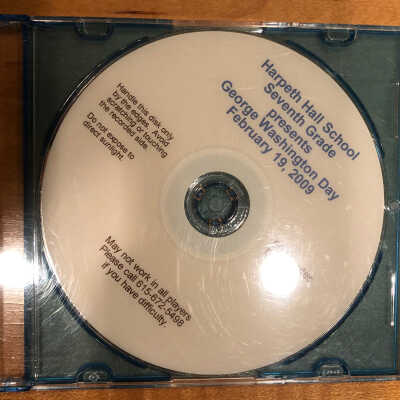 Harpeth Hall School
Seventh Grade
presents
George Washington Day
February 19, 2009
Handle this disk only
by the edges. Avoid
scratching or touching
the recorded side.
Do not expose to
direct sunlight.
May not work in all players
Please call 615-672-5498
if you have difficulty.